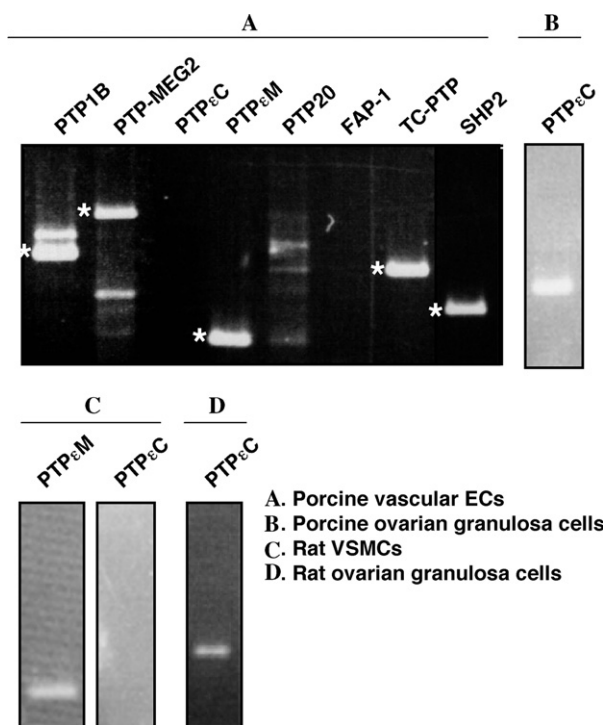 A
B
PTP1B
PTP-MEG2
PTPεC
PTPεM
PTP20
FAP-1
TC-PTP
SHP2
PTPεC
*
*
*
*
*
C
D
PTPεM
PTPεC
PTPεC
A. Porcine vascular ECs
B. Porcine ovarian granulosa cells
C. Rat VSMCs
D. Rat ovarian granulosa cells